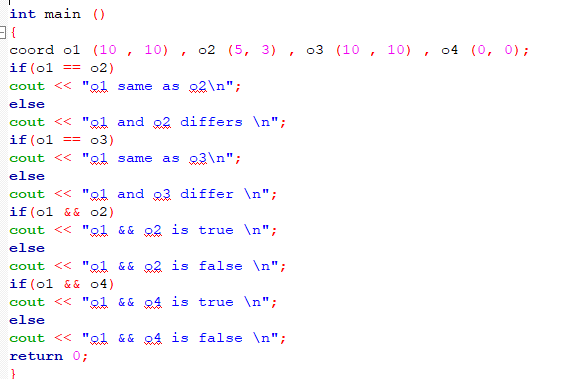 int main ()
{
coord o1 (10 , 10) , o2 (5, 3) , o3 (10 , 10) , o4 (0, 0);
if(o1 == o2)
cout << "o1 same as o2\n";
else
cout << "o1 and o2 differs \n";
if(o1 == o3)
cout << "o1 same as o3\n";
else
cout << "o1 and o3 differ \n";
if(o1 && o2)
cout << "o1 && o2 is true \n";
else
cout << "o1 && o2 is false \n";
if(o1 && o4)
cout << "o1 && o4 is true \n";
else
cout << "o1 && o4 is false \n";
return 0;
}